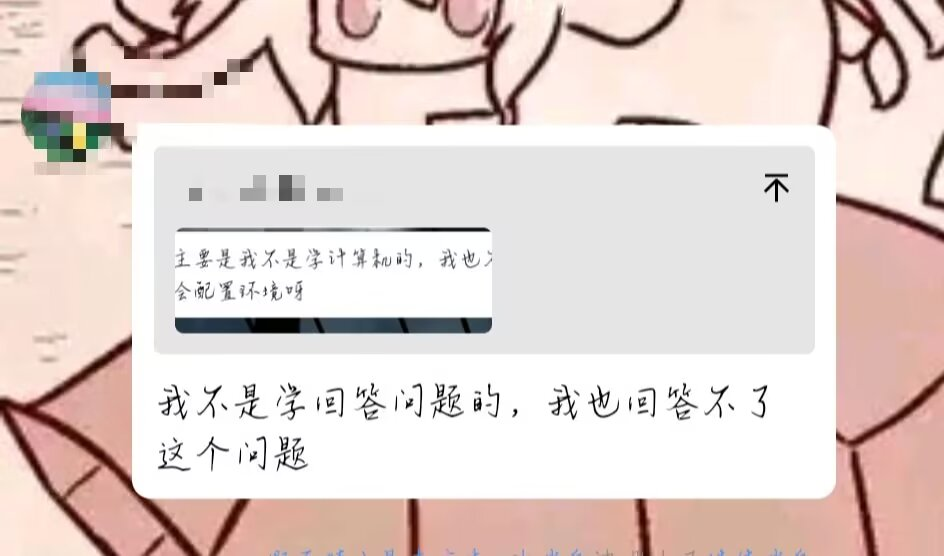 主要是我不是学计算机的，我也
会配置环境呀
我不是学回答问题的，我也回答不了
这个问题